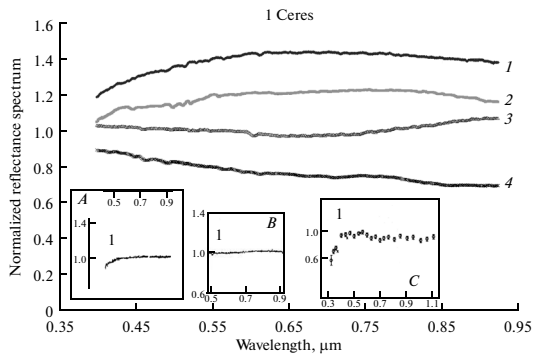 1 Ceres
Normalized reflectance spectrum
1.6
1.4
1.2
1.0
0.8
0.6
0.4
0.2
0
1
2
3
4
A
0.5 0.7 0.9
1.4
1.0
1
B
1.4
1.0
0.6
1
0.5 0.7 0.9
1
1.0
0.6
C
0.3 0.5 0.7 0.9 1.1
0.35 0.45 0.55 0.65 0.75 0.85 0.95
Wavelength, μm